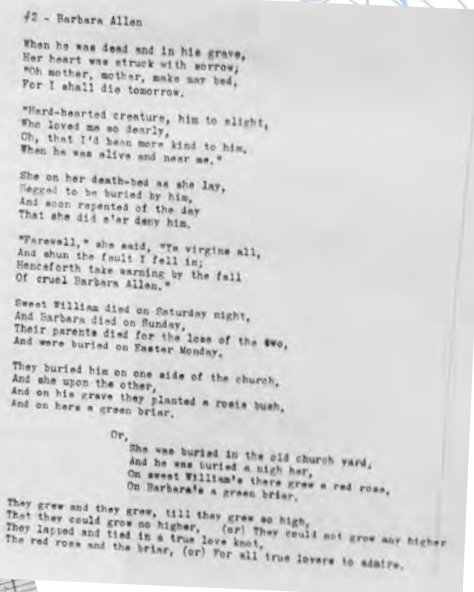 #2 - Barbara Allen
When he was dead and in his grave,
Her heart was struck with sorrow;
"Oh mother, mother, make may bed,
For I shall die tomorrow.
"Hard-hearted creature, him to slight,
Who loved me so dearly,
Oh, that I'd been more kind to him,
When he was alive and near me."
She on her death-bed as she lay,
Begged to be buried by him,
And soon repented of the day
That she did e'er deny him.
"Farewell," she said, "Ye virgins all,
And shun the fault I fell in;
Henceforth take warning by the fall
Of cruel Barbara Allen."
Sweet William died on Saturday night,
And Barbara died on Sunday,
Their parents died for the loss of the two,
And were buried on Easter Monday.
They buried him on one side of the church,
And she upon the other,
And on his grave they planted a rosie bush,
And on hers a green briar.
Or,
She was buried in the old church yard,
And he was buried a nigh her,
On sweet William's there grew a red rose,
On Barbara's a green briar.
They grew and they grew, till they grew so high,
That they could grow no higher, (or) They could not grow any higher
They lapped and tied in a true love knot,
The red rose and the briar, (or) For all true lovers to admire.